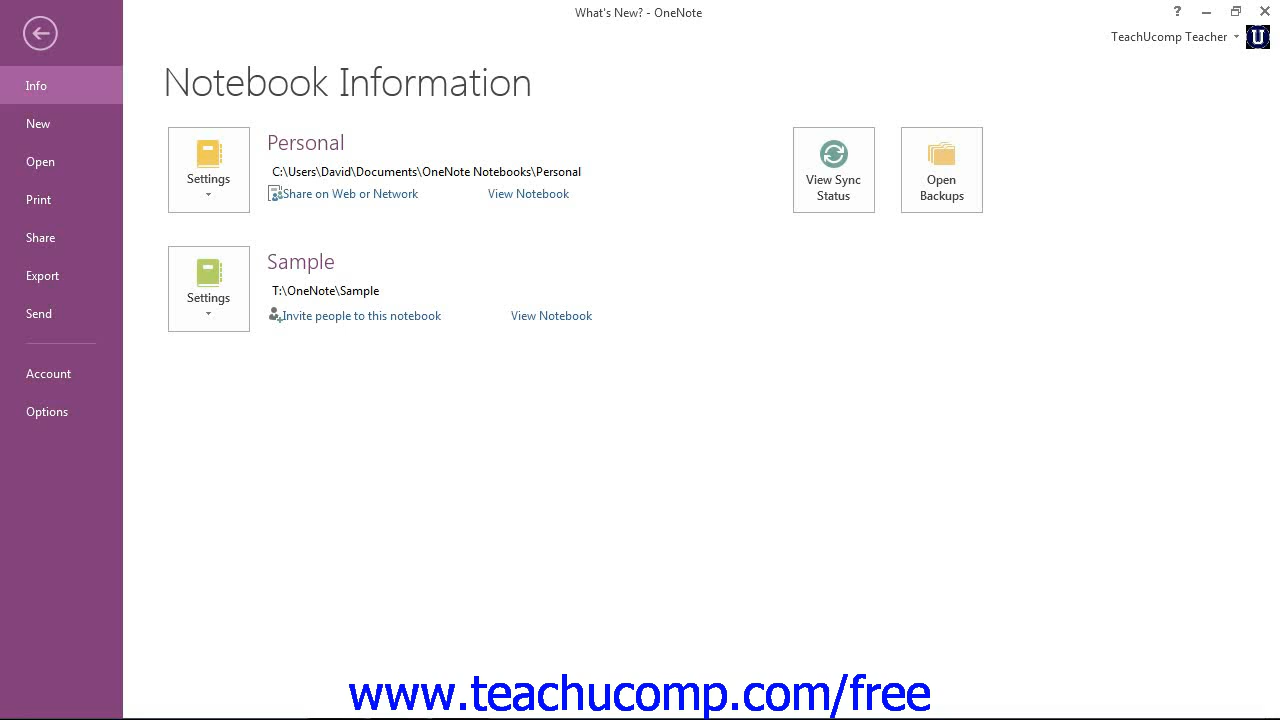 What's New? - OneNote
?
TeachUcomp Teacher
U
Info
New
Open
Print
Share
Export
Send
Account
Options
Notebook Information
Settings
Personal
C:\Users\David\Documents\OneNote Notebooks\Personal
Share on Web or Network View Notebook
View Sync
Status
Open
Backups
Settings
Sample
T:\OneNote\Sample
Invite people to this notebook View Notebook
www.teachucomp.com/free